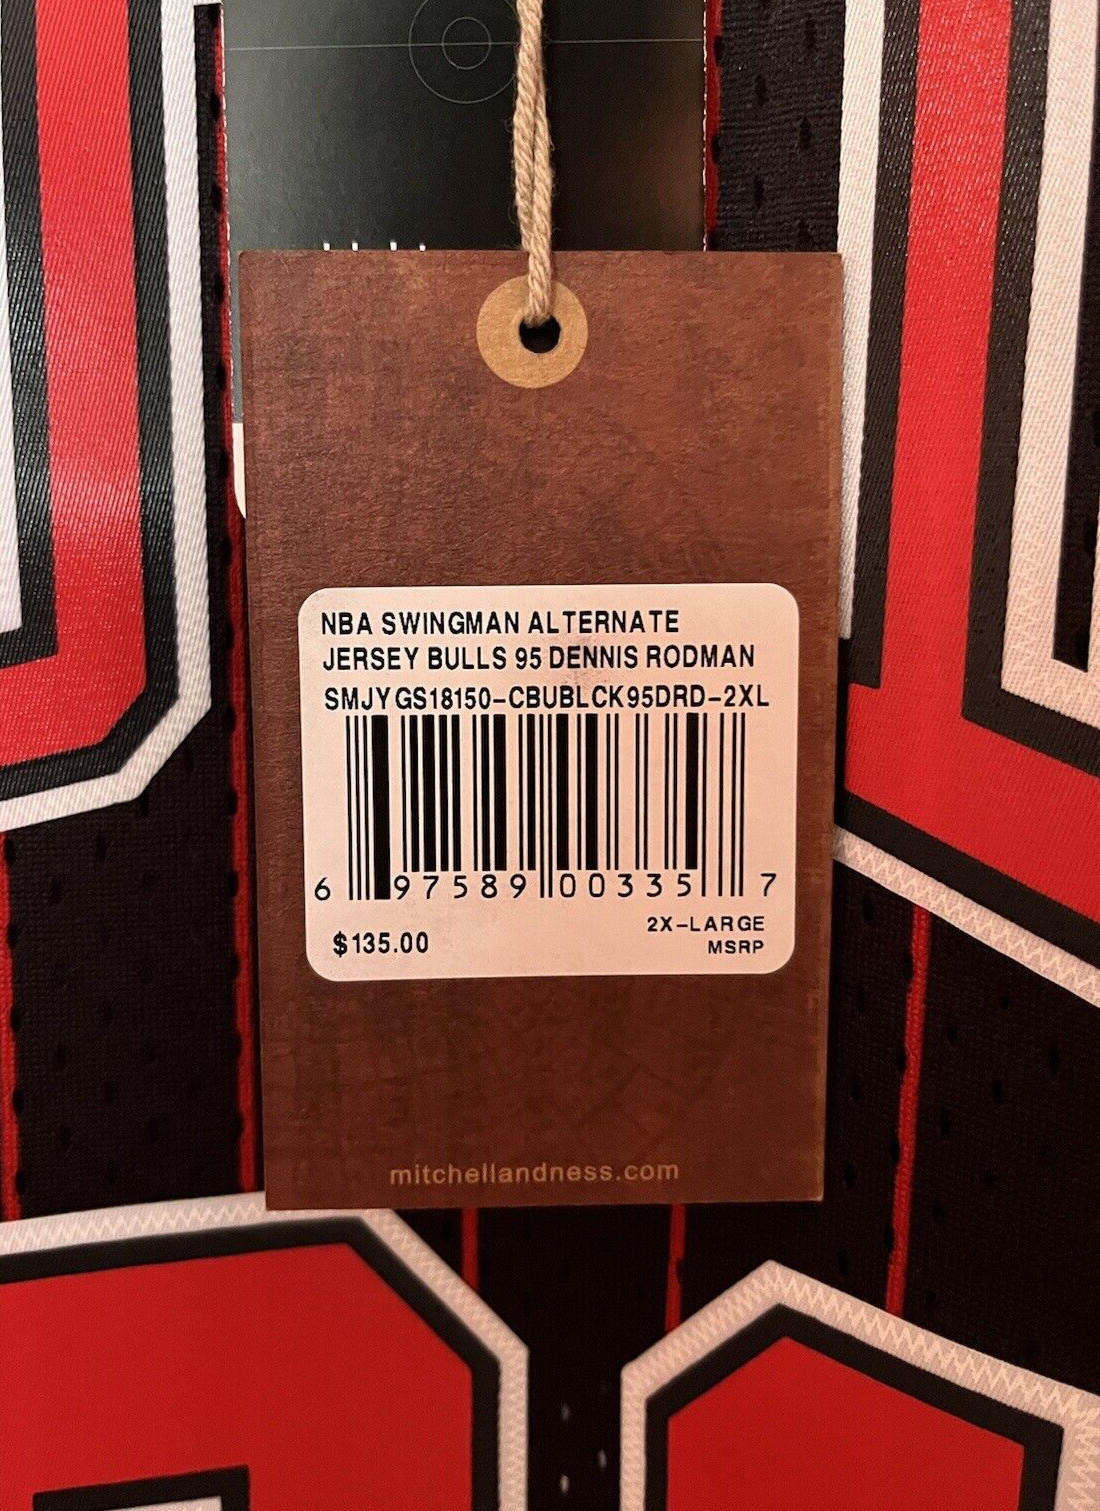 NBA SWINGMAN ALTERNATE
JERSEY BULLS 95 DENNIS RODMAN
SMJYGS18150-CBUBLCK95DRD-2XL
6 97589 00335 7
$135.00
2X-LARGE
MSRP
mitchellandness.com